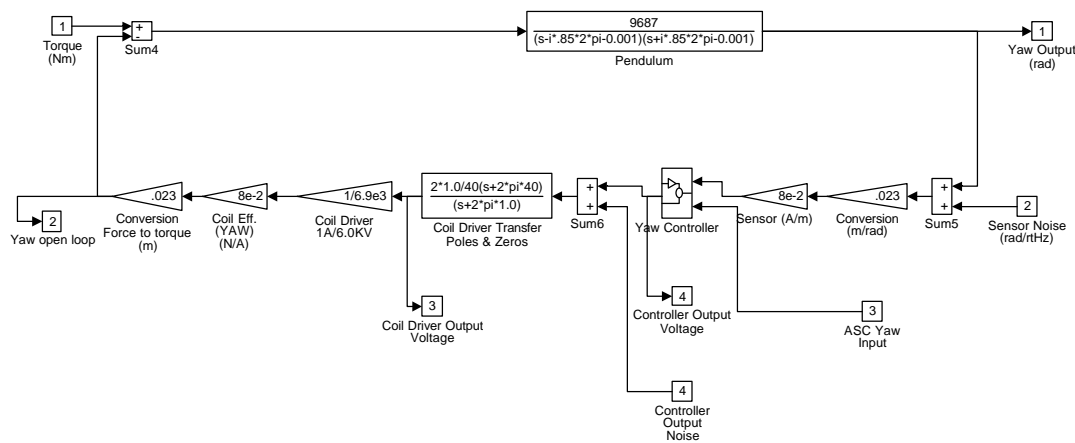 1
Torque
(Nm)
+
-
Sum4
9687
(s-i*.85*2*pi-0.001)(s+i*.85*2*pi-0.001)
Pendulum
1
Yaw Output
(rad)
2
Yaw open loop
.023
Conversion
Force to torque
(m)
8e-2
Coil Eff.
(YAW)
(N/A)
1/6.9e3
Coil Driver
1A/6.0KV
2*1.0/40(s+2*pi*40)
(s+2*pi*1.0)
Coil Driver Transfer
Poles & Zeros
+
+
Sum6
Yaw Controller
8e-2
Sensor (A/m)
.023
Conversion
(m/rad)
+
+
Sum5
2
Sensor Noise
(rad/rtHz)
3
Coil Driver Output
Voltage
4
Controller Output
Voltage
3
ASC Yaw
Input
4
Controller
Output
Noise